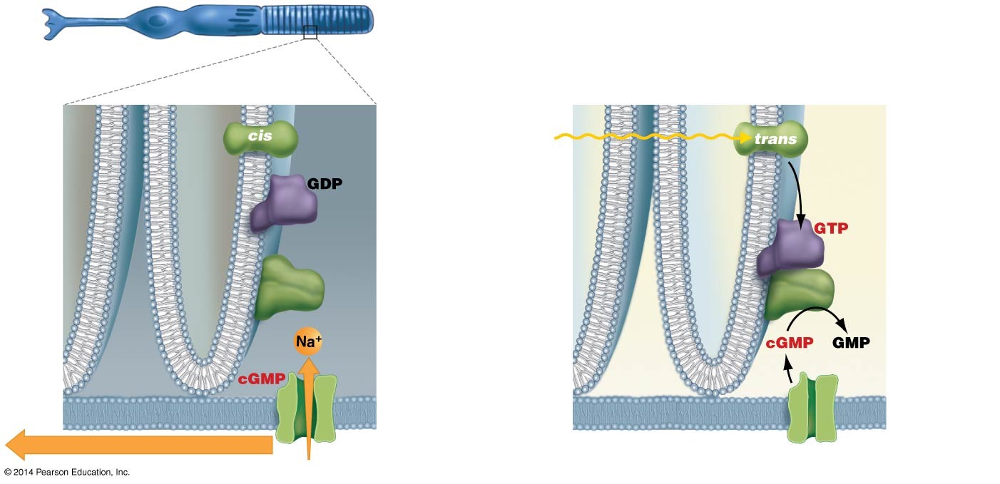 cis
GDP
Na+
cGMP
trans
GTP
cGMP GMP
© 2014 Pearson Education, Inc.